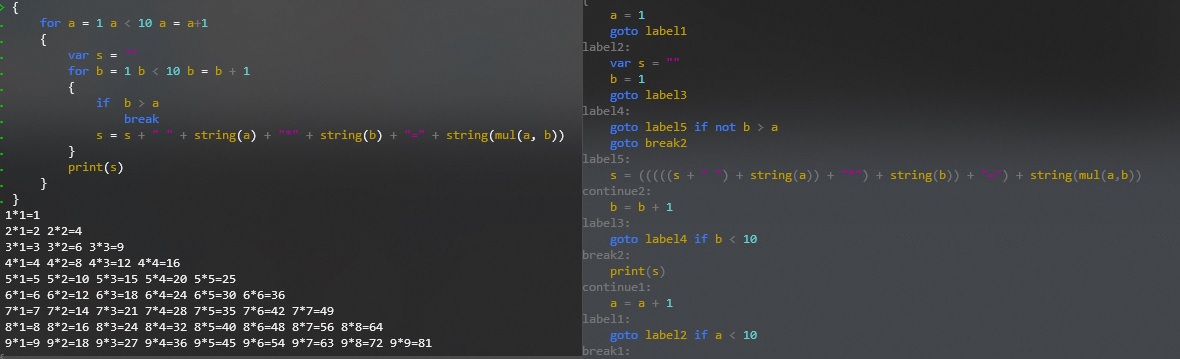 > {
. for a = 1 a < 10 a = a+1
. {
. var s = ""
. for b = 1 b < 10 b = b + 1
. {
. if b > a
. break
. s = s + " " + string(a) + "*" + string(b) + "=" + string(mul(a, b))
. }
. print(s)
. }
. }
1*1=1
2*1=2 2*2=4
3*1=3 3*2=6 3*3=9
4*1=4 4*2=8 4*3=12 4*4=16
5*1=5 5*2=10 5*3=15 5*4=20 5*5=25
6*1=6 6*2=12 6*3=18 6*4=24 6*5=30 6*6=36
7*1=7 7*2=14 7*3=21 7*4=28 7*5=35 7*6=42 7*7=49
8*1=8 8*2=16 8*3=24 8*4=32 8*5=40 8*6=48 8*7=56 8*8=64
9*1=9 9*2=18 9*3=27 9*4=36 9*5=45 9*6=54 9*7=63 9*8=72 9*9=81
{
a = 1
goto label1
label2:
var s = ""
b = 1
goto label3
label4:
goto label5 if not b > a
goto break2
label5:
s = (((((s + " ") + string(a)) + "*") + string(b)) + "=") + string(mul(a,b))
continue2:
b = b + 1
label3:
goto label4 if b < 10
break2:
print(s)
continue1:
a = a + 1
label1:
goto label2 if a < 10
break1: